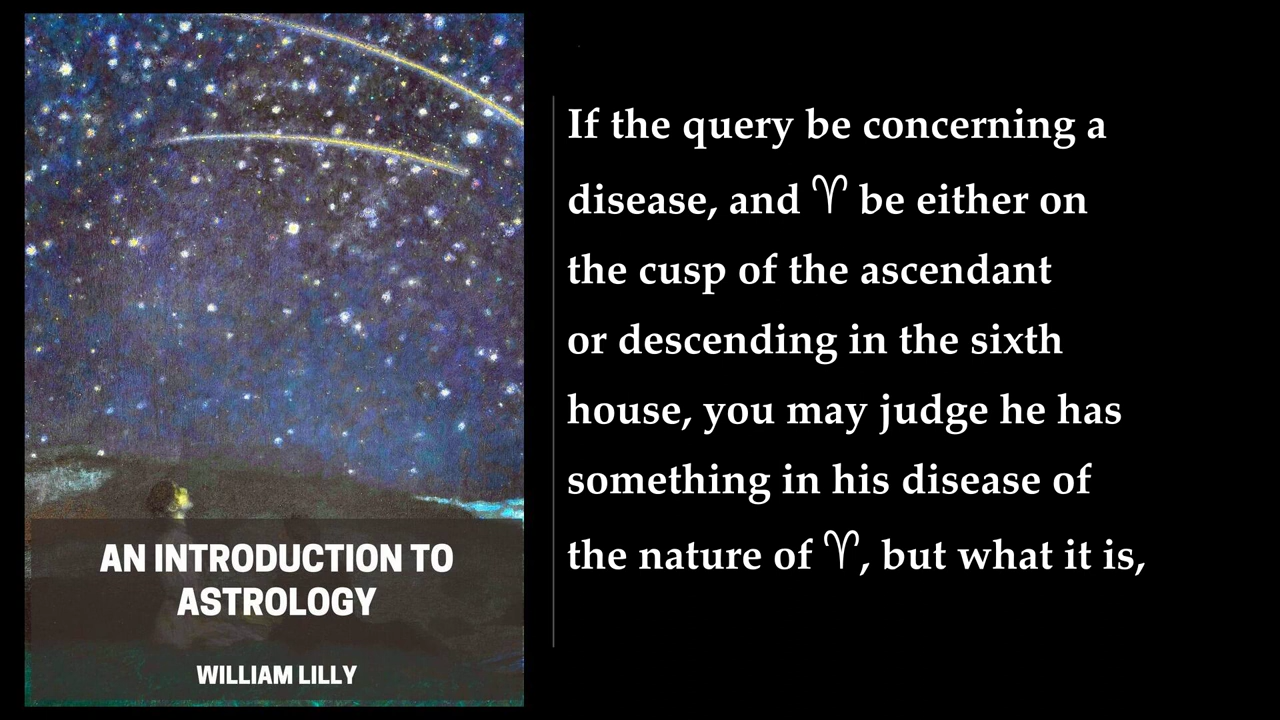 AN INTRODUCTION TO
ASTROLOGY
WILLIAM LILLY
If the query be concerning a
disease, and ♈ be either on
the cusp of the ascendant
or descending in the sixth
house, you may judge he has
something in his disease of
the nature of ♈, but what it is,